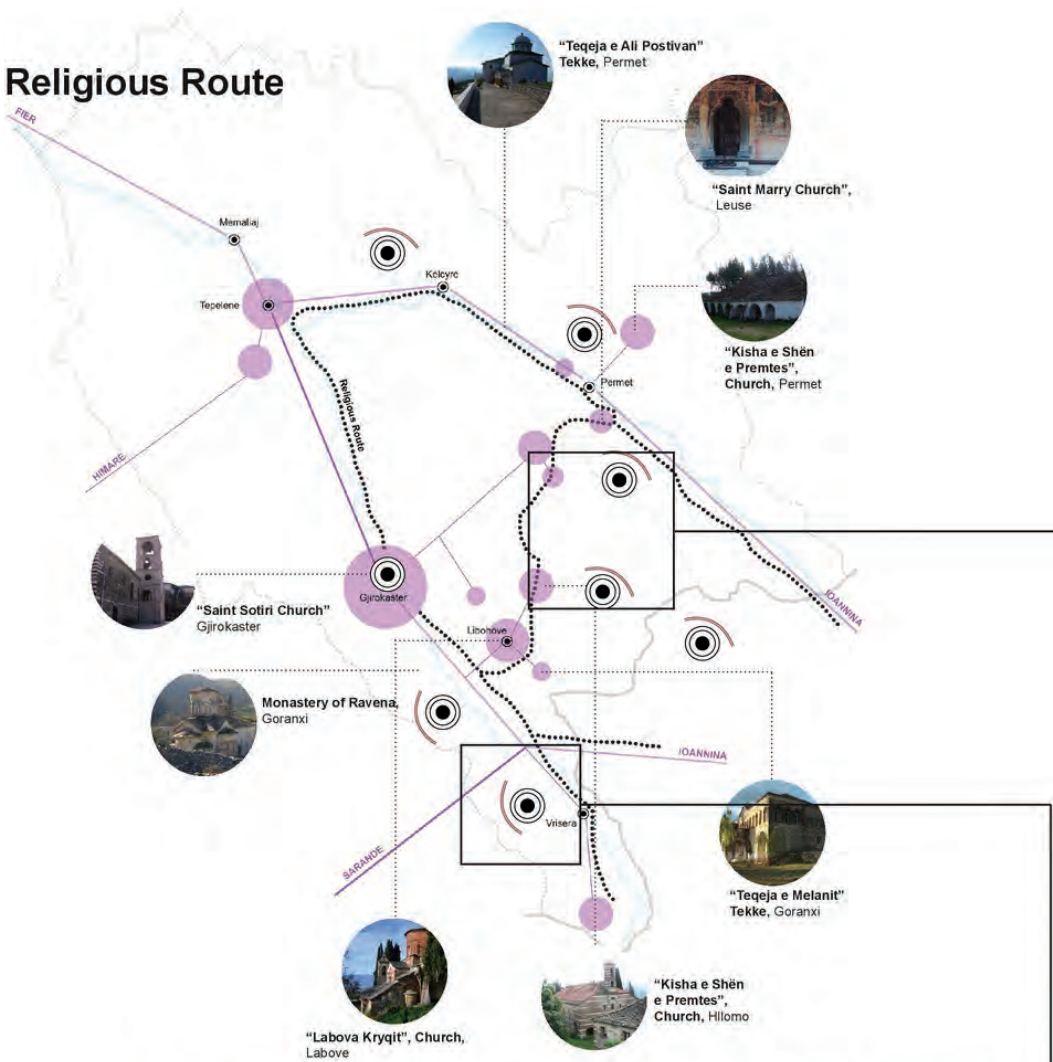 Religious Route
"Teqeja e Ali Postivan"
Tekke, Permet
"Saint Marry Church",
Leuse
"Kisha e Shën
e Premtes",
Church, Permet
FIER
Memaliaj
Tepelene
Kelcyre
Permet
Religious Route
HIMARE
Gjirokaster
"Saint Sotiri Church"
Gjirokaster
Libohove
IOANNINA
Monastery of Ravena,
Goranxi
IOANNINA
Vrisera
SARANDE
"Teqeja e Melanit"
Tekke, Goranxi
"Labova Kryqit", Church,
Labove
"Kisha e Shën
e Premtes",
Church, Hllomo